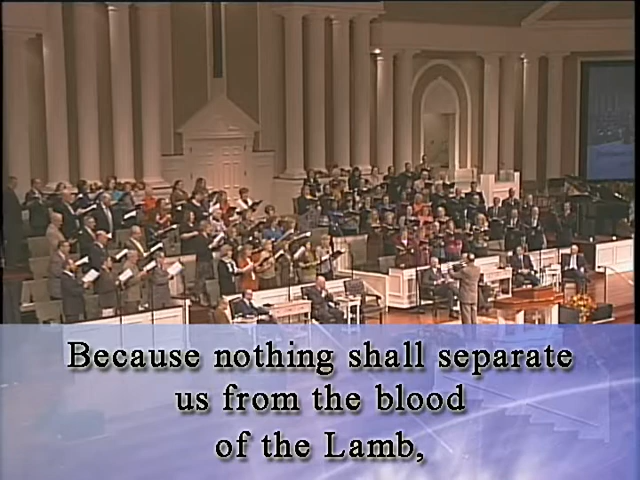 Because nothing shall separate
us from the blood
of the Lamb,